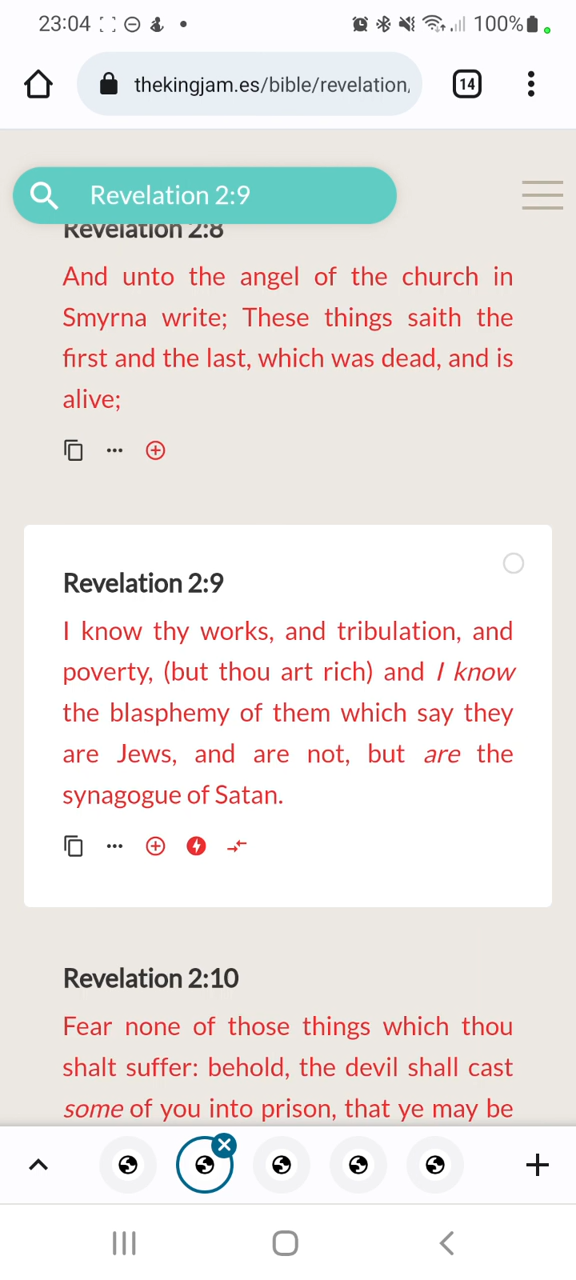 23:04
100%
thekingjam.es/bible/revelation,
14
Revelation 2:9
Revelation 2:8
And unto the angel of the church in
Smyrna write; These things saith the
first and the last, which was dead, and is
alive;
Revelation 2:9
I know thy works, and tribulation, and
poverty, (but thou art rich) and I know
the blasphemy of them which say they
are Jews, and are not, but are the
synagogue of Satan.
Revelation 2:10
Fear none of those things which thou
shalt suffer: behold, the devil shall cast
some of you into prison, that ye may be